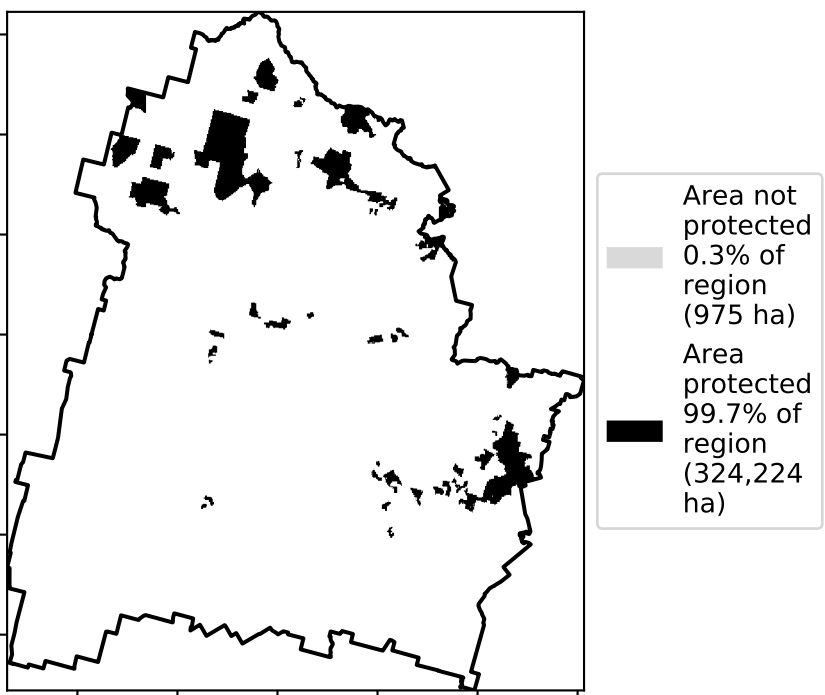 Area not
protected
0.3% of
region
(975 ha)
Area
protected
99.7% of
region
(324,224
ha)